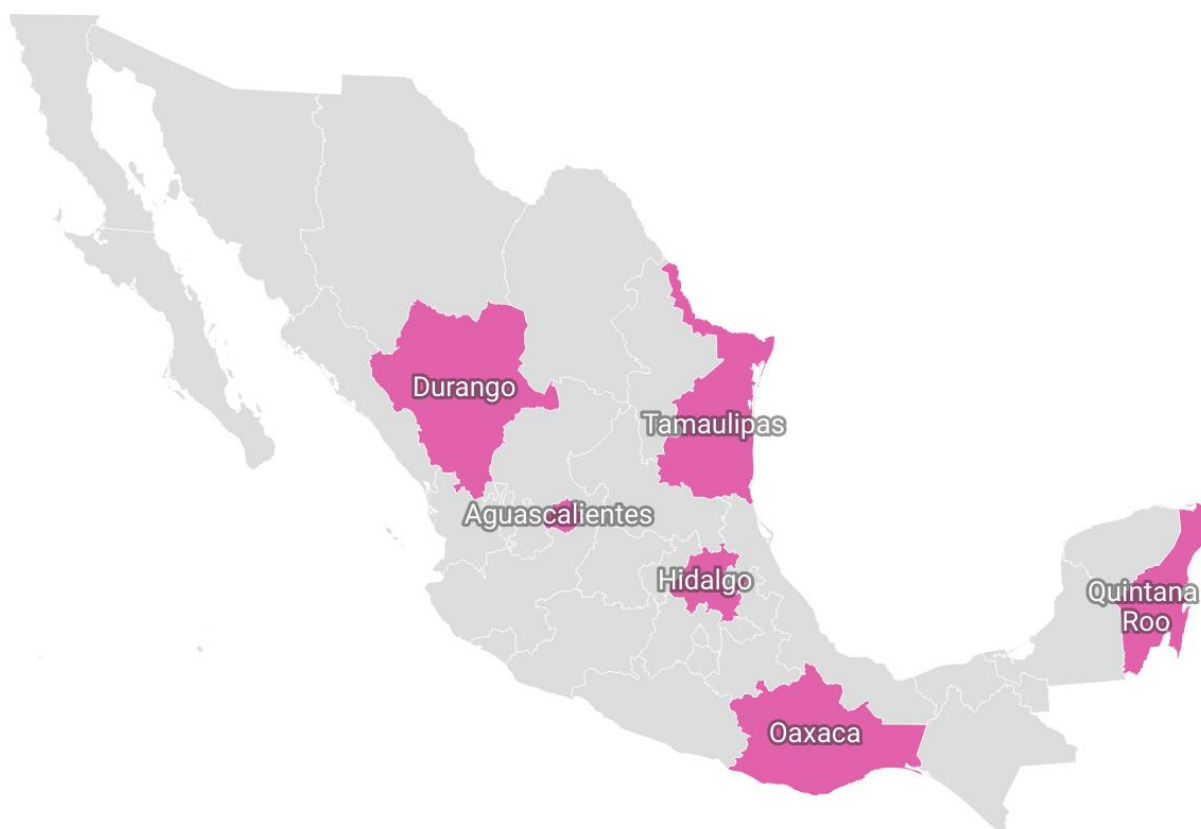 Durango
Tamaulipas
Aguascalientes
Hidalgo
Quintana
Roo
Oaxaca